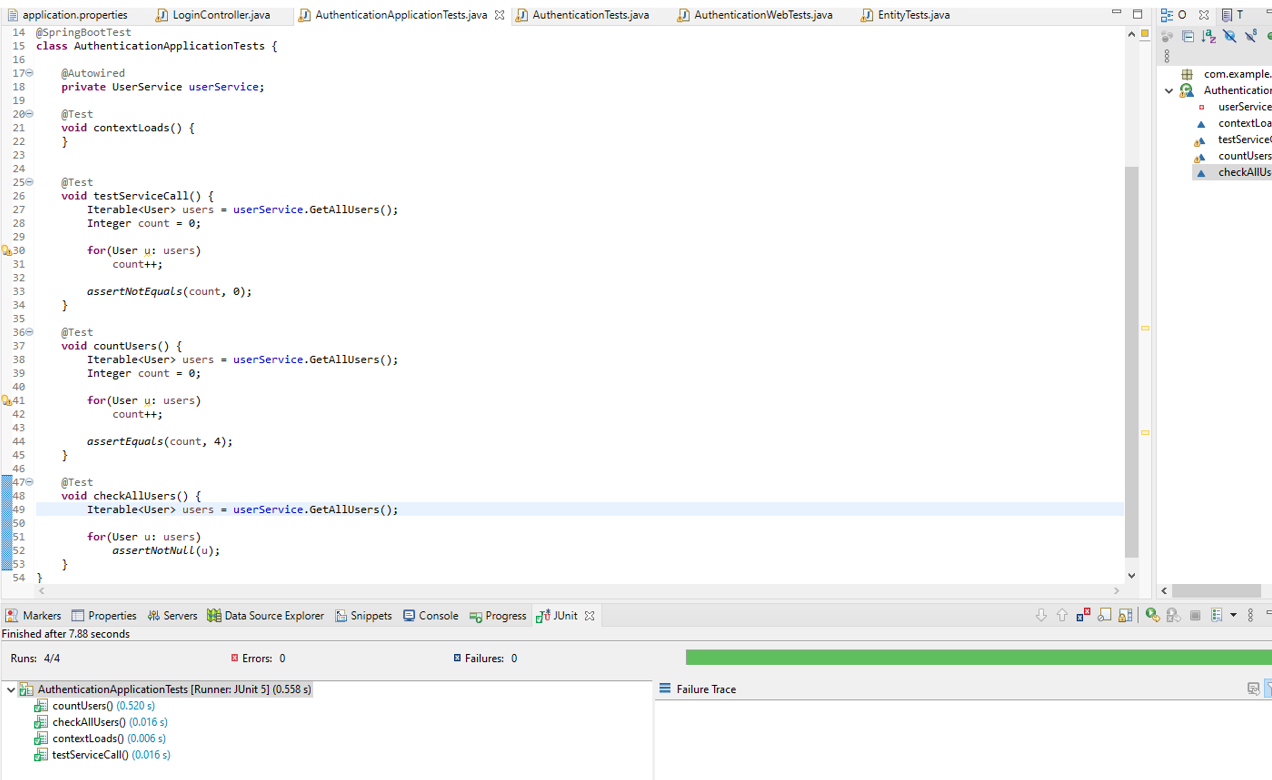 application.properties LoginController.java AuthenticationApplicationTests.java AuthenticationTests.java AuthenticationWebTests.java EntityTests.java O T
14 @SpringBootTest
15 class AuthenticationApplicationTests {
16
17 @Autowired
18 private UserService userService;
19
20 @Test
21 void contextLoads() {
22 }
23
24
25 @Test
26 void testServiceCall() {
27 Iterable<User> users = userService.GetAllUsers();
28 Integer count = 0;
29
30 for(User u: users)
31 count++;
32
33 assertNotEquals(count, 0);
34 }
35
36 @Test
37 void countUsers() {
38 Iterable<User> users = userService.GetAllUsers();
39 Integer count = 0;
40
41 for(User u: users)
42 count++;
43
44 assertEquals(count, 4);
45 }
46
47 @Test
48 void checkAllUsers() {
49 Iterable<User> users = userService.GetAllUsers();
50
51 for(User u: users)
52 assertNotNull(u);
53 }
54 }
com.example.
Authentication
userService
contextLoa
testService
countUsers
checkAllUs
Markers Properties Servers Data Source Explorer Snippets Console Progress JUnit
Finished after 7.88 seconds
Runs: 4/4 Errors: 0 Failures: 0
AuthenticationApplicationTests [Runner: JUnit 5] (0.558 s)
countUsers() (0.520 s)
checkAllUsers() (0.016 s)
contextLoads() (0.006 s)
testServiceCall() (0.016 s)
Failure Trace